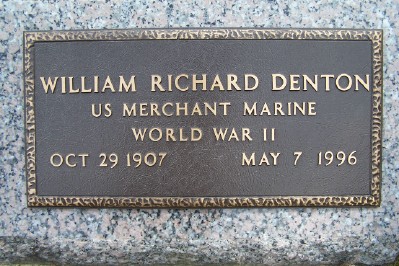 WILLIAM RICHARD DENTON
US MERCHANT MARINE
WORLD WAR II
OCT 29 1907 MAY 7 1996